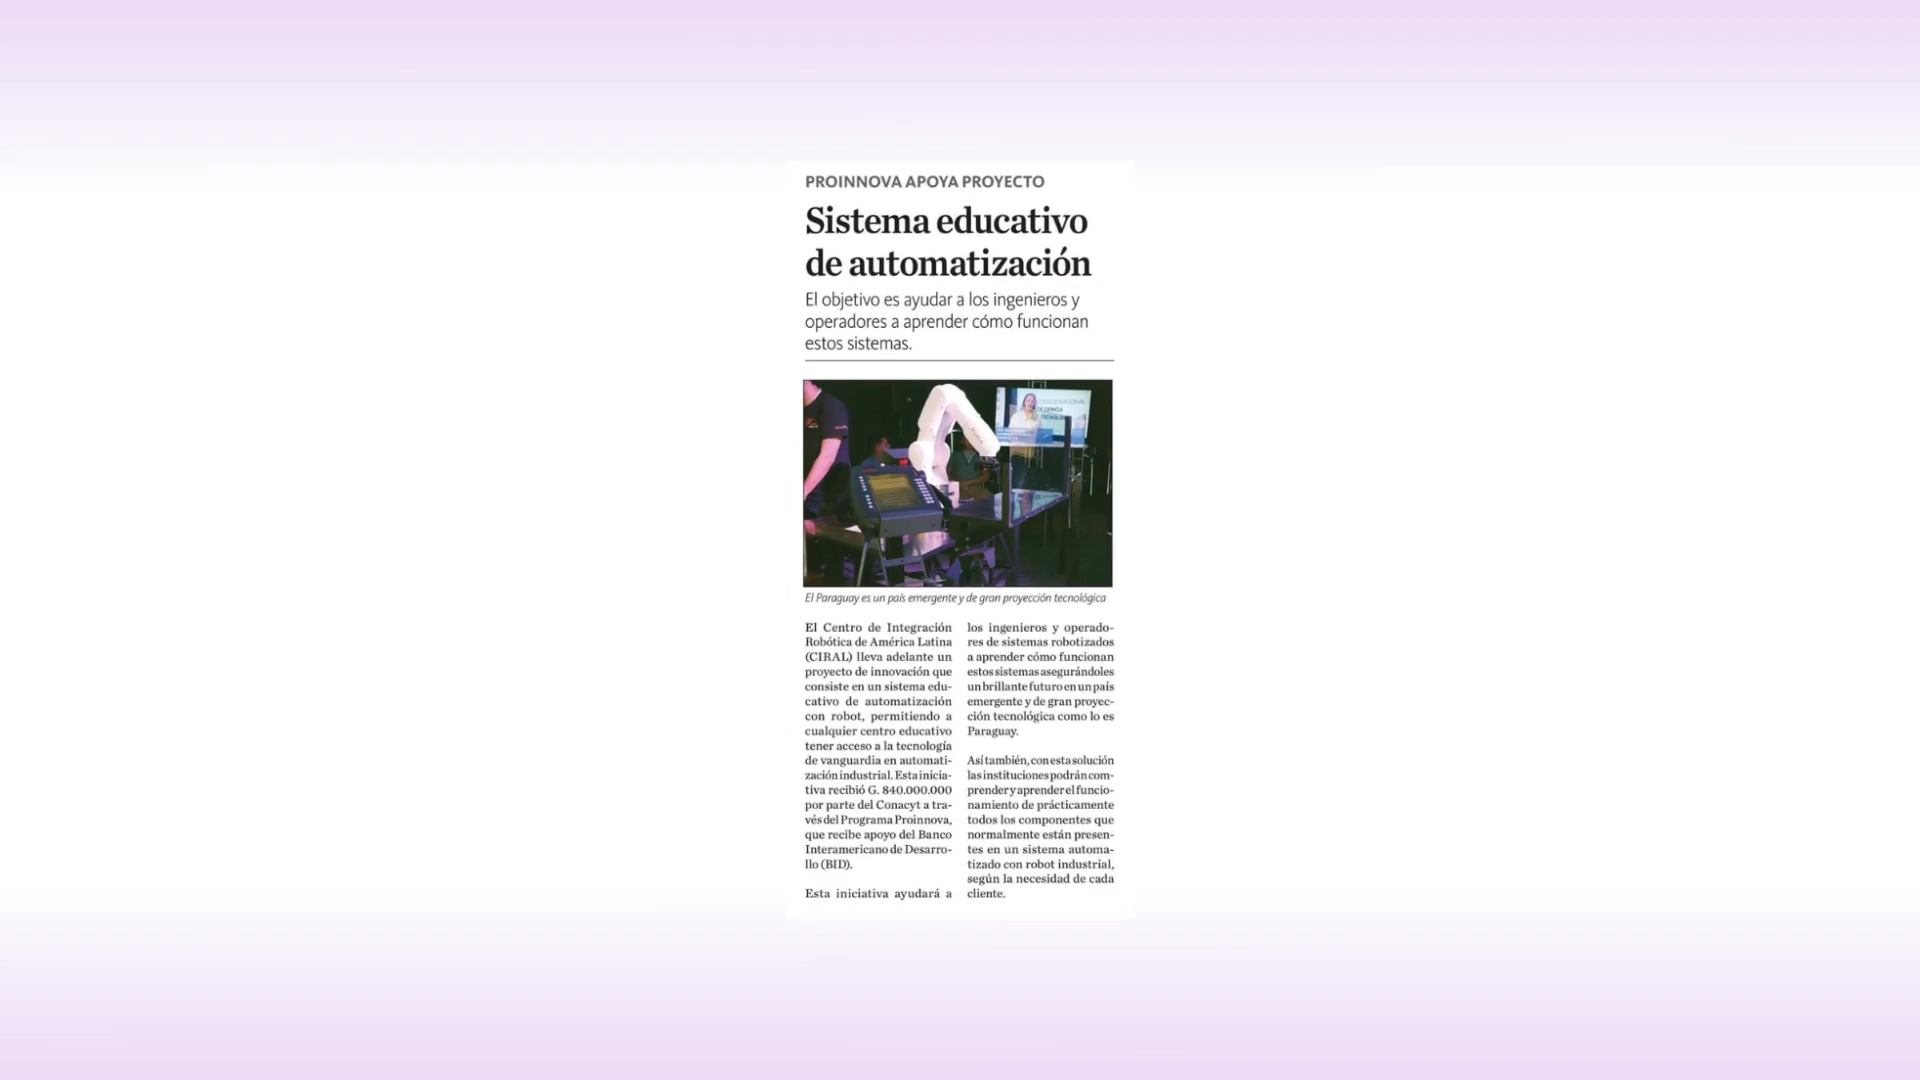 PROINNOVA APOYA PROYECTO
Sistema educativo
de automatización
El objetivo es ayudar a los ingenieros y
operadores a aprender cómo funcionan
estos sistemas.
CIENCIA
El Paraguay es un país emergente y de gran proyección tecnológica
El Centro de Integración
Robótica de América Latina
(CIRAL) lleva adelante un
proyecto de innovación que
consiste en un sistema edu-
cativo de automatización
con robot, permitiendo a
cualquier centro educativo
tener acceso a la tecnología
de vanguardia en automati-
zación industrial. Esta inicia-
tiva recibió G. 840.000.000
por parte del Conacyt a tra-
vés del Programa Proinnova,
que recibe apoyo del Banco
Interamericano de Desarro-
llo (BID).
Esta iniciativa ayudará a
los ingenieros y operado-
res de sistemas robotizados
a aprender cómo funcionan
estos sistemas asegurándoles
un brillante futuro en un país
emergente y de gran proyec-
ción tecnológica como lo es
Paraguay.
Así también, con esta solución
las instituciones podrán com-
prender y aprender el funcio-
namiento de prácticamente
todos los componentes que
normalmente están presen-
tes en un sistema automa-
tizado con robot industrial,
según la necesidad de cada
cliente.